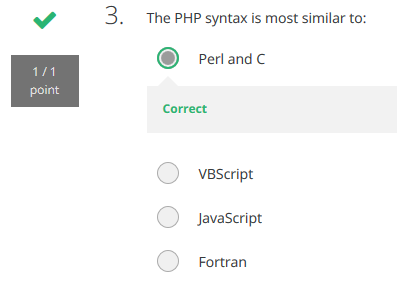 3. The PHP syntax is most similar to:
1 / 1
point
Perl and C
Correct
VBScript
JavaScript
Fortran